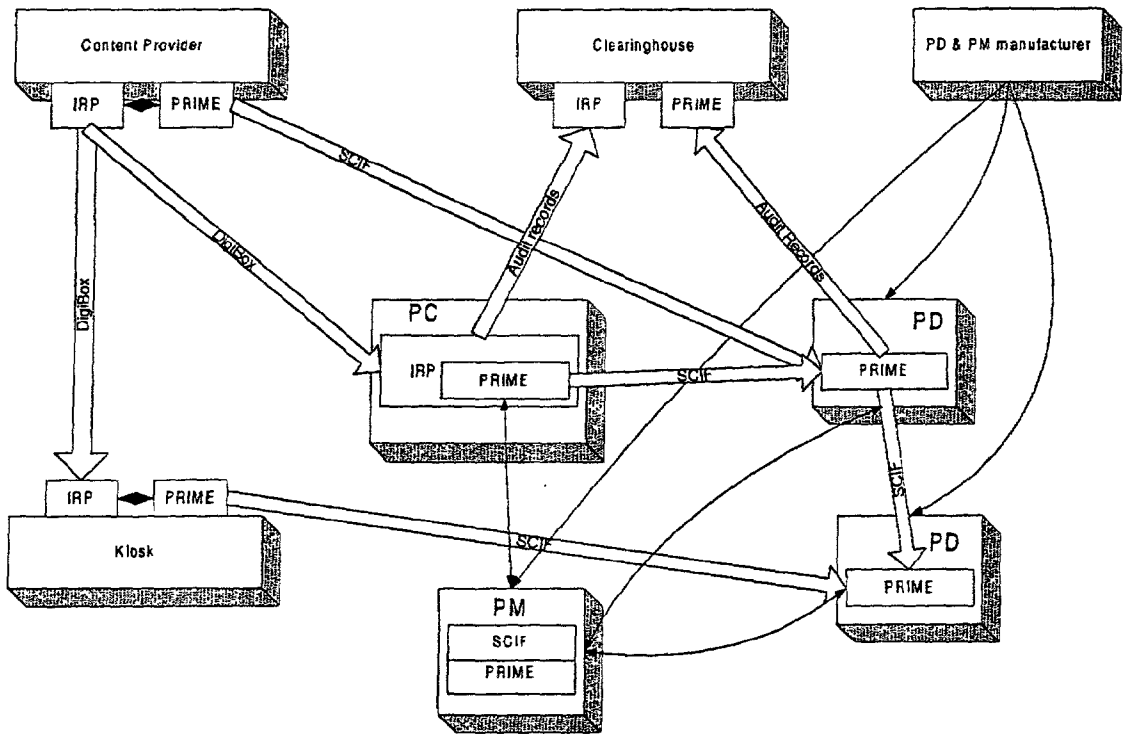 Content Provider
Clearinghouse
PD & PM manufacturer
IRP
PRIME
IRP
PRIME
SCIF
DigiBox
DigiBox
Audit records
Audit Records
PC
IRP
PRIME
SCIF
PD
PRIME
SCIF
IRP
PRIME
Kiosk
SCIF
PD
PRIME
PM
SCIF
PRIME